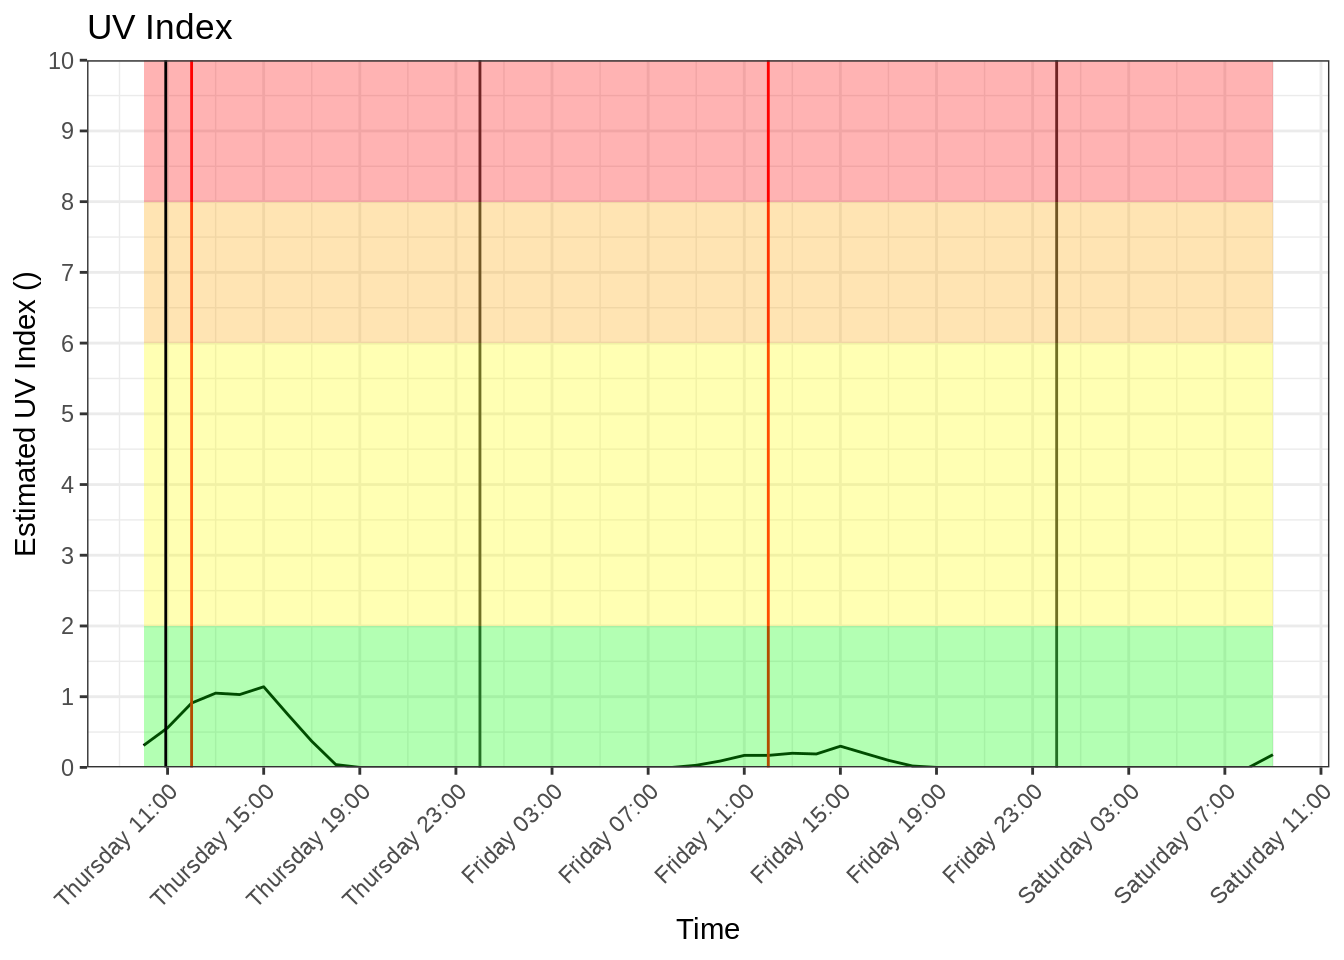 UV Index
Estimated UV Index ()
10
9
8
7
6
5
4
3
2
1
0
Thursday 11:00
Thursday 15:00
Thursday 19:00
Thursday 23:00
Friday 03:00
Friday 07:00
Friday 11:00
Friday 15:00
Friday 19:00
Friday 23:00
Saturday 03:00
Saturday 07:00
Saturday 11:00
Time